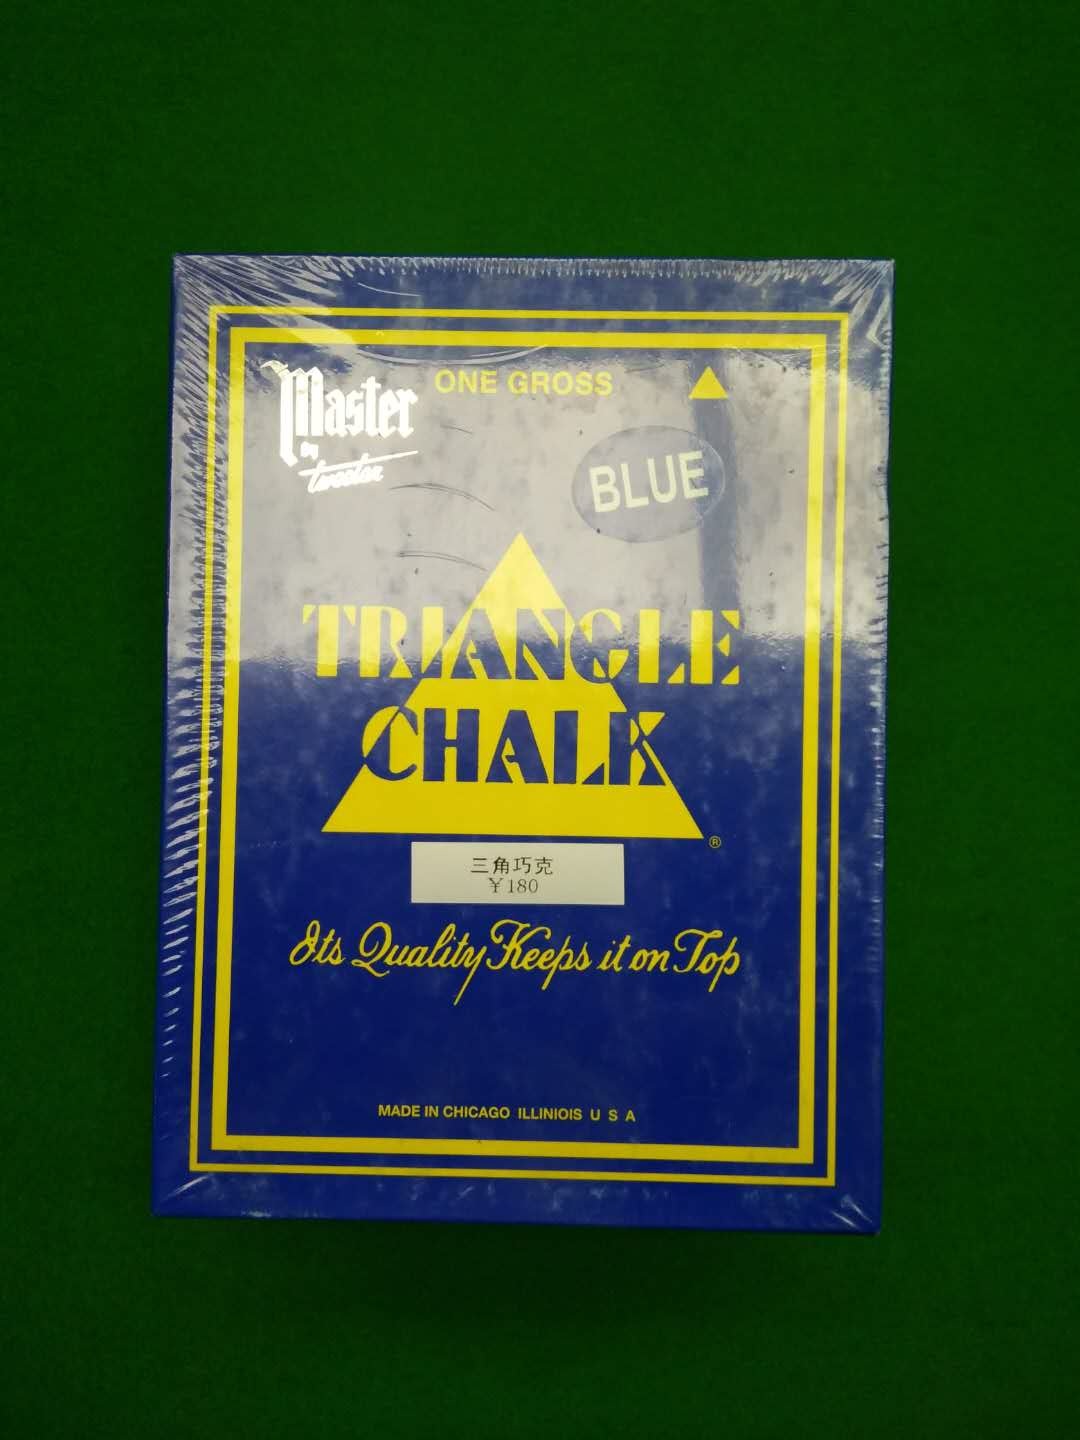 Master
by
tweeten
ONE GROSS
BLUE
TRIANGLE
CHALK
®
三角巧克
￥180
Its Quality Keeps it on Top
MADE IN CHICAGO ILLINIOIS U S A